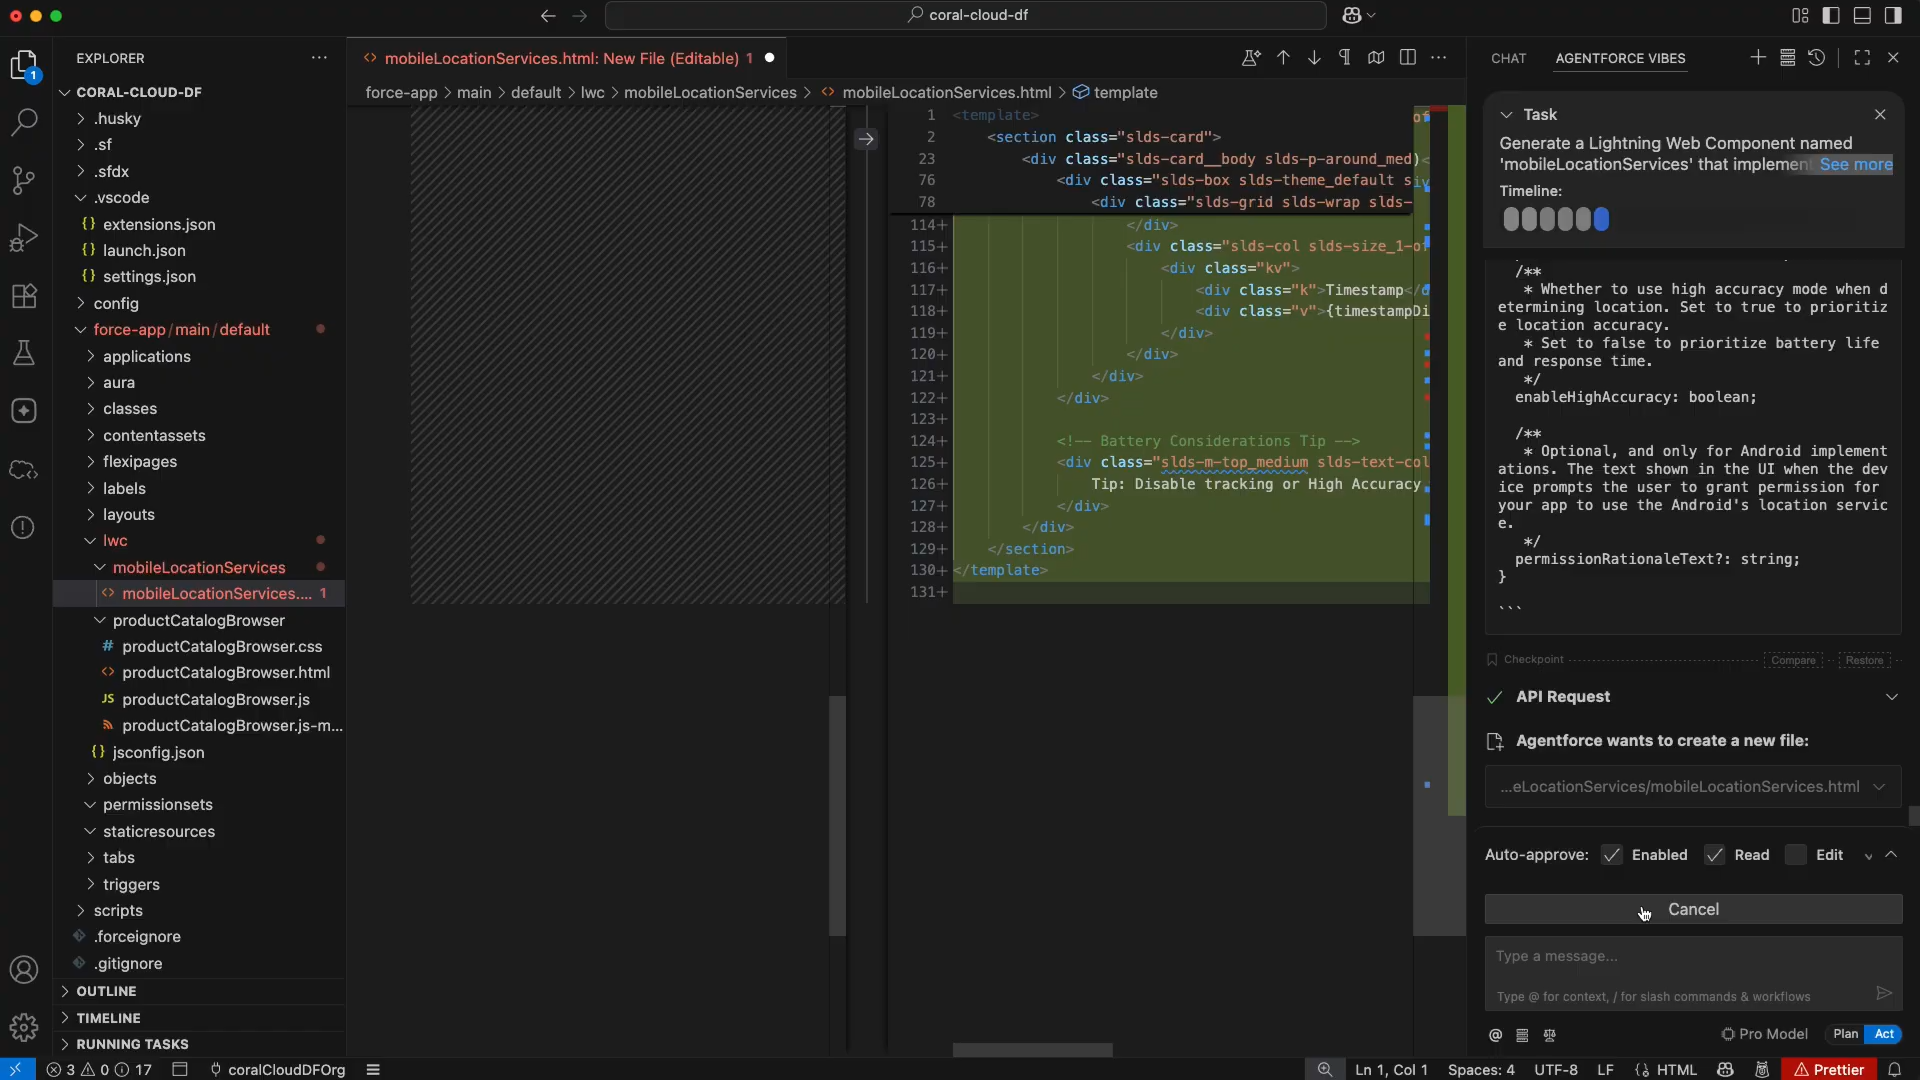 coral-cloud-df
EXPLORER
1
CORAL-CLOUD-DF
.husky
.sf
.sfdx
.vscode
{} extensions.json
{} launch.json
{} settings.json
config
force-app/main/default
applications
aura
classes
contentassets
flexipages
labels
layouts
lwc
mobileLocationServices
<> mobileLocationServices.... 1
productCatalogBrowser
# productCatalogBrowser.css
<> productCatalogBrowser.html
JS productCatalogBrowser.js
productCatalogBrowser.js-m...
{} jsconfig.json
objects
permissionsets
staticresources
tabs
triggers
scripts
.forceignore
.gitignore
OUTLINE
TIMELINE
RUNNING TASKS
<> mobileLocationServices.html: New File (Editable) 1
force-app > main > default > lwc > mobileLocationServices > <> mobileLocationServices.html > template
1 <template>
2 <section class="slds-card">
23 <div class="slds-card__body slds-p-around_med
76 <div class="slds-box slds-theme_default s
78 <div class="slds-grid slds-wrap slds-
114+ </div>
115+ <div class="slds-col slds-size_1-of
116+ <div class="kv">
117+ <div class="k">Timestamp</d
118+ <div class="v">{timestampDi
119+ </div>
120+ </div>
121+ </div>
122+ </div>
123+
124+ <!-- Battery Considerations Tip -->
125+ <div class="slds-m-top_medium slds-text-col
126+ Tip: Disable tracking or High Accuracy
127+ </div>
128+ </div>
129+ </section>
130+ </template>
131+
CHAT
AGENTFORCE VIBES
Task
Generate a Lightning Web Component named
'mobileLocationServices' that implement See more
Timeline:
/**
* Whether to use high accuracy mode when d
etermining location. Set to true to prioritiz
e location accuracy.
* Set to false to prioritize battery life
and response time.
*/
enableHighAccuracy: boolean;
/**
* Optional, and only for Android implement
ations. The text shown in the UI when the dev
ice prompts the user to grant permission for
your app to use the Android's location servic
e.
*/
permissionRationaleText?: string;
}
```
Checkpoint Compare Restore
API Request
Agentforce wants to create a new file:
...eLocationServices/mobileLocationServices.html
Auto-approve: Enabled Read Edit
Cancel
Type a message...
Type @ for context, / for slash commands & workflows
@ Pro Model Plan Act
3 0 17 coralCloudDFOrg
Ln 1, Col 1 Spaces: 4 UTF-8 LF {} HTML Prettier